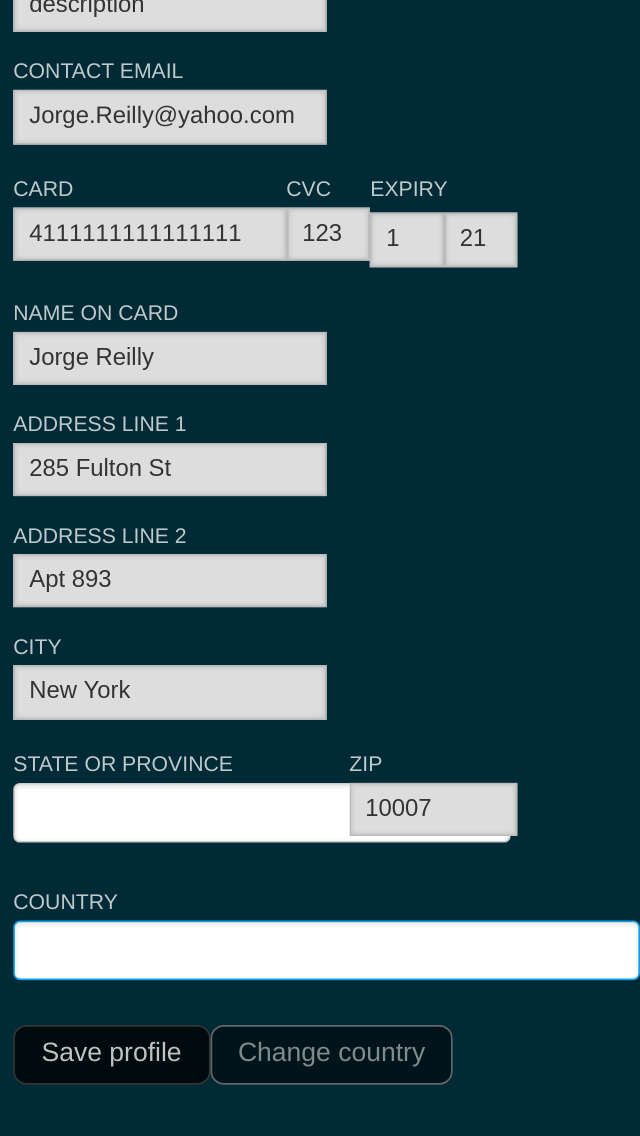 description
CONTACT EMAIL
Jorge.Reilly@yahoo.com
CARD CVC EXPIRY
4111111111111111 123 1 21
NAME ON CARD
Jorge Reilly
ADDRESS LINE 1
285 Fulton St
ADDRESS LINE 2
Apt 893
CITY
New York
STATE OR PROVINCE ZIP
10007
COUNTRY
Save profile Change country